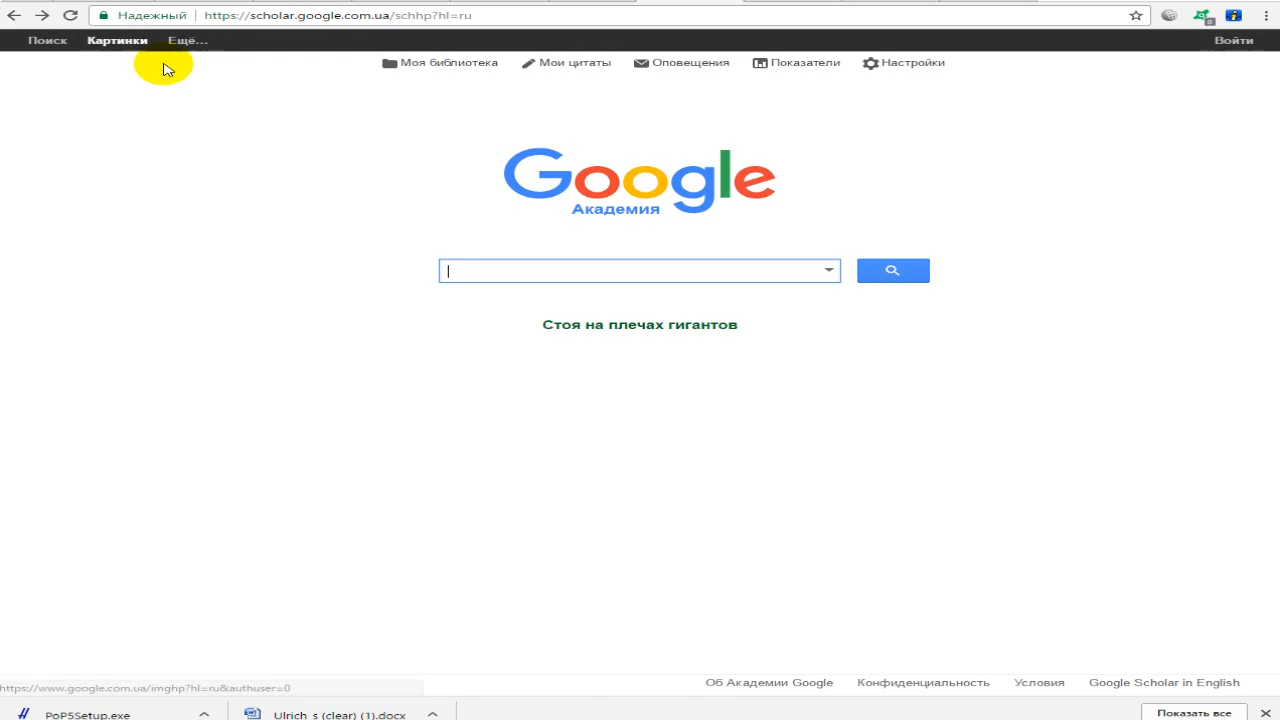 Надежный https://scholar.google.com.ua/schhp?hl=ru
Поиск Картинки Ещё... Войти
Моя библиотека Мои цитаты Оповещения Показатели Настройки
Google
Академия
Стоя на плечах гигантов
Об Академии Google Конфиденциальность Условия Google Scholar in English
https://www.google.com.ua/imghp?hl=ru&authuser=0
PoP5Setup.exe Ulrich_s (clear) (1).docx Показать все